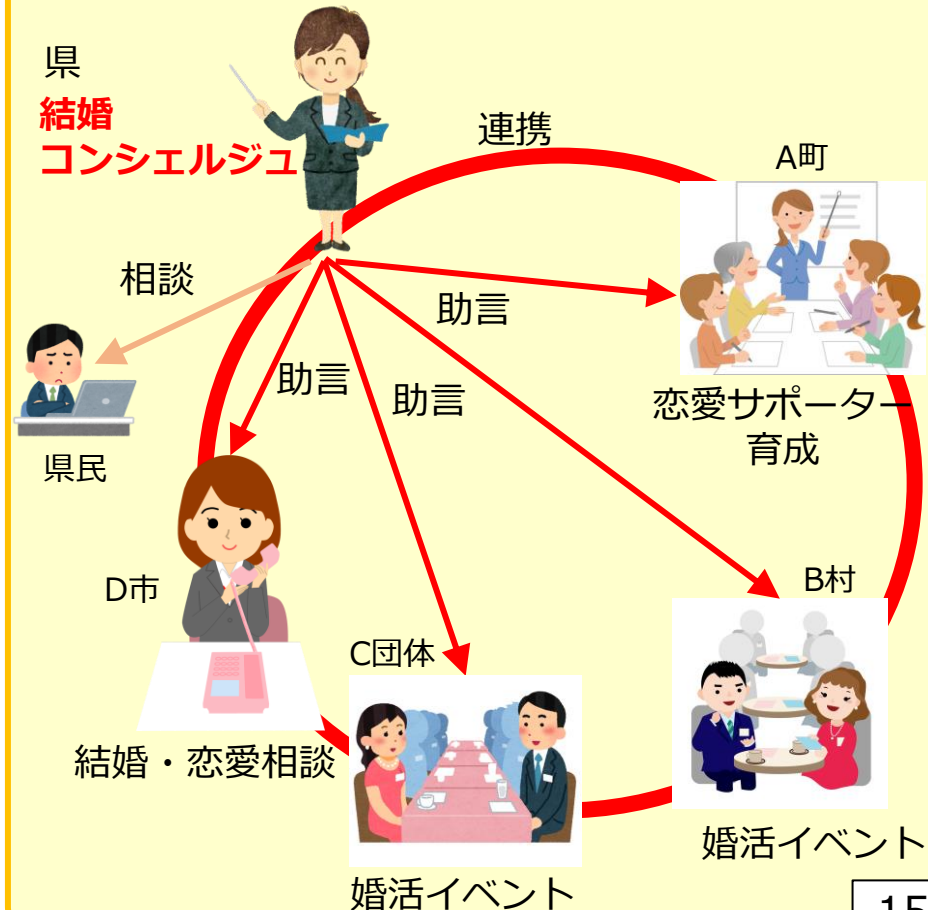 県
結婚
コンシェルジュ
連携
A町
相談
助言
助言
助言
恋愛サポーター
育成
県民
D市
B村
C団体
結婚・恋愛相談
婚活イベント
婚活イベント
15